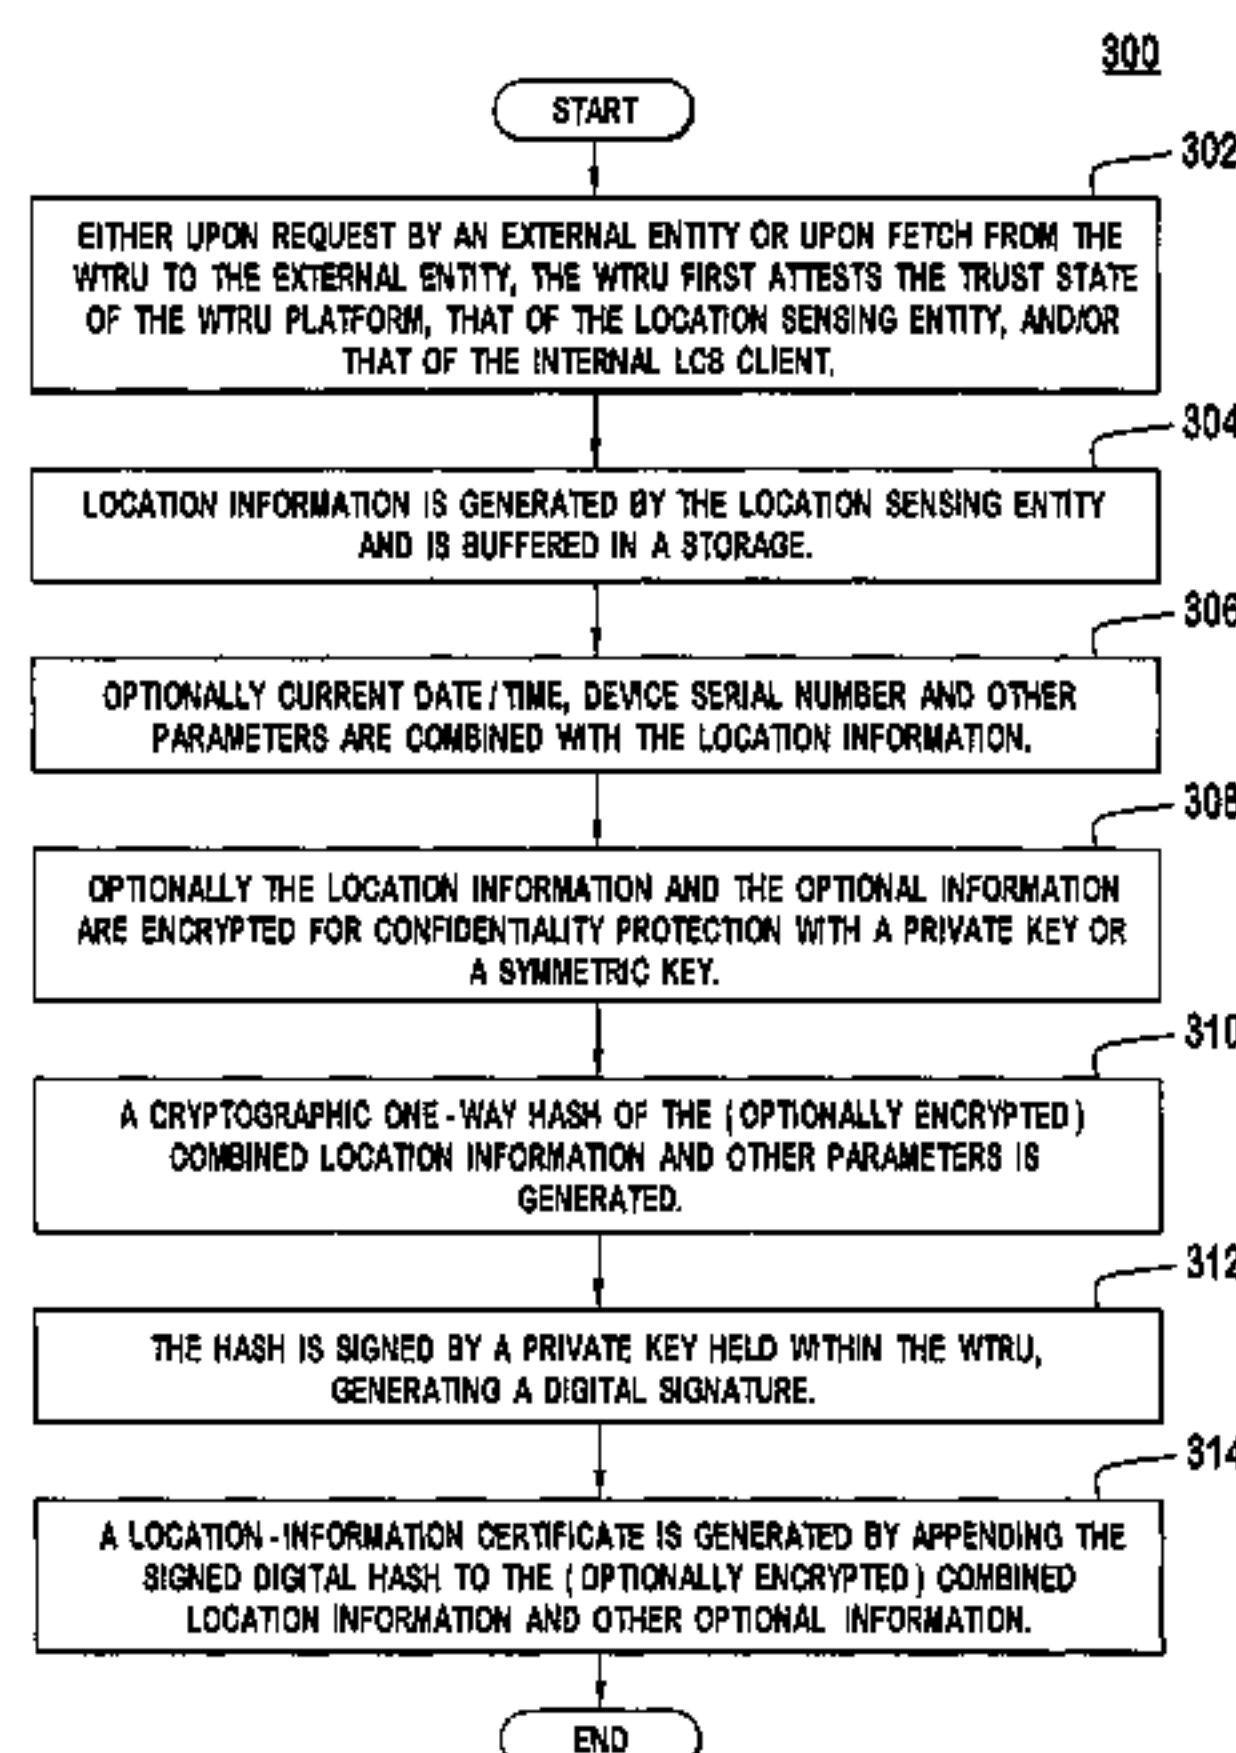 300
START
302
EITHER UPON REQUEST BY AN EXTERNAL ENTITY OR UPON FETCH FROM THE
WTRU TO THE EXTERNAL ENTITY, THE WTRU FIRST ATTESTS THE TRUST STATE
OF THE WTRU PLATFORM, THAT OF THE LOCATION SENSING ENTITY, AND/OR
THAT OF THE INTERNAL LCS CLIENT.
304
LOCATION INFORMATION IS GENERATED BY THE LOCATION SENSING ENTITY
AND IS BUFFERED IN A STORAGE.
306
OPTIONALLY CURRENT DATE/TIME, DEVICE SERIAL NUMBER AND OTHER
PARAMETERS ARE COMBINED WITH THE LOCATION INFORMATION.
308
OPTIONALLY THE LOCATION INFORMATION AND THE OPTIONAL INFORMATION
ARE ENCRYPTED FOR CONFIDENTIALITY PROTECTION WITH A PRIVATE KEY OR
A SYMMETRIC KEY.
310
A CRYPTOGRAPHIC ONE-WAY HASH OF THE (OPTIONALLY ENCRYPTED)
COMBINED LOCATION INFORMATION AND OTHER PARAMETERS IS
GENERATED.
312
THE HASH IS SIGNED BY A PRIVATE KEY HELD WITHIN THE WTRU,
GENERATING A DIGITAL SIGNATURE.
314
A LOCATION-INFORMATION CERTIFICATE IS GENERATED BY APPENDING THE
SIGNED DIGITAL HASH TO THE (OPTIONALLY ENCRYPTED) COMBINED
LOCATION INFORMATION AND OTHER OPTIONAL INFORMATION.
END